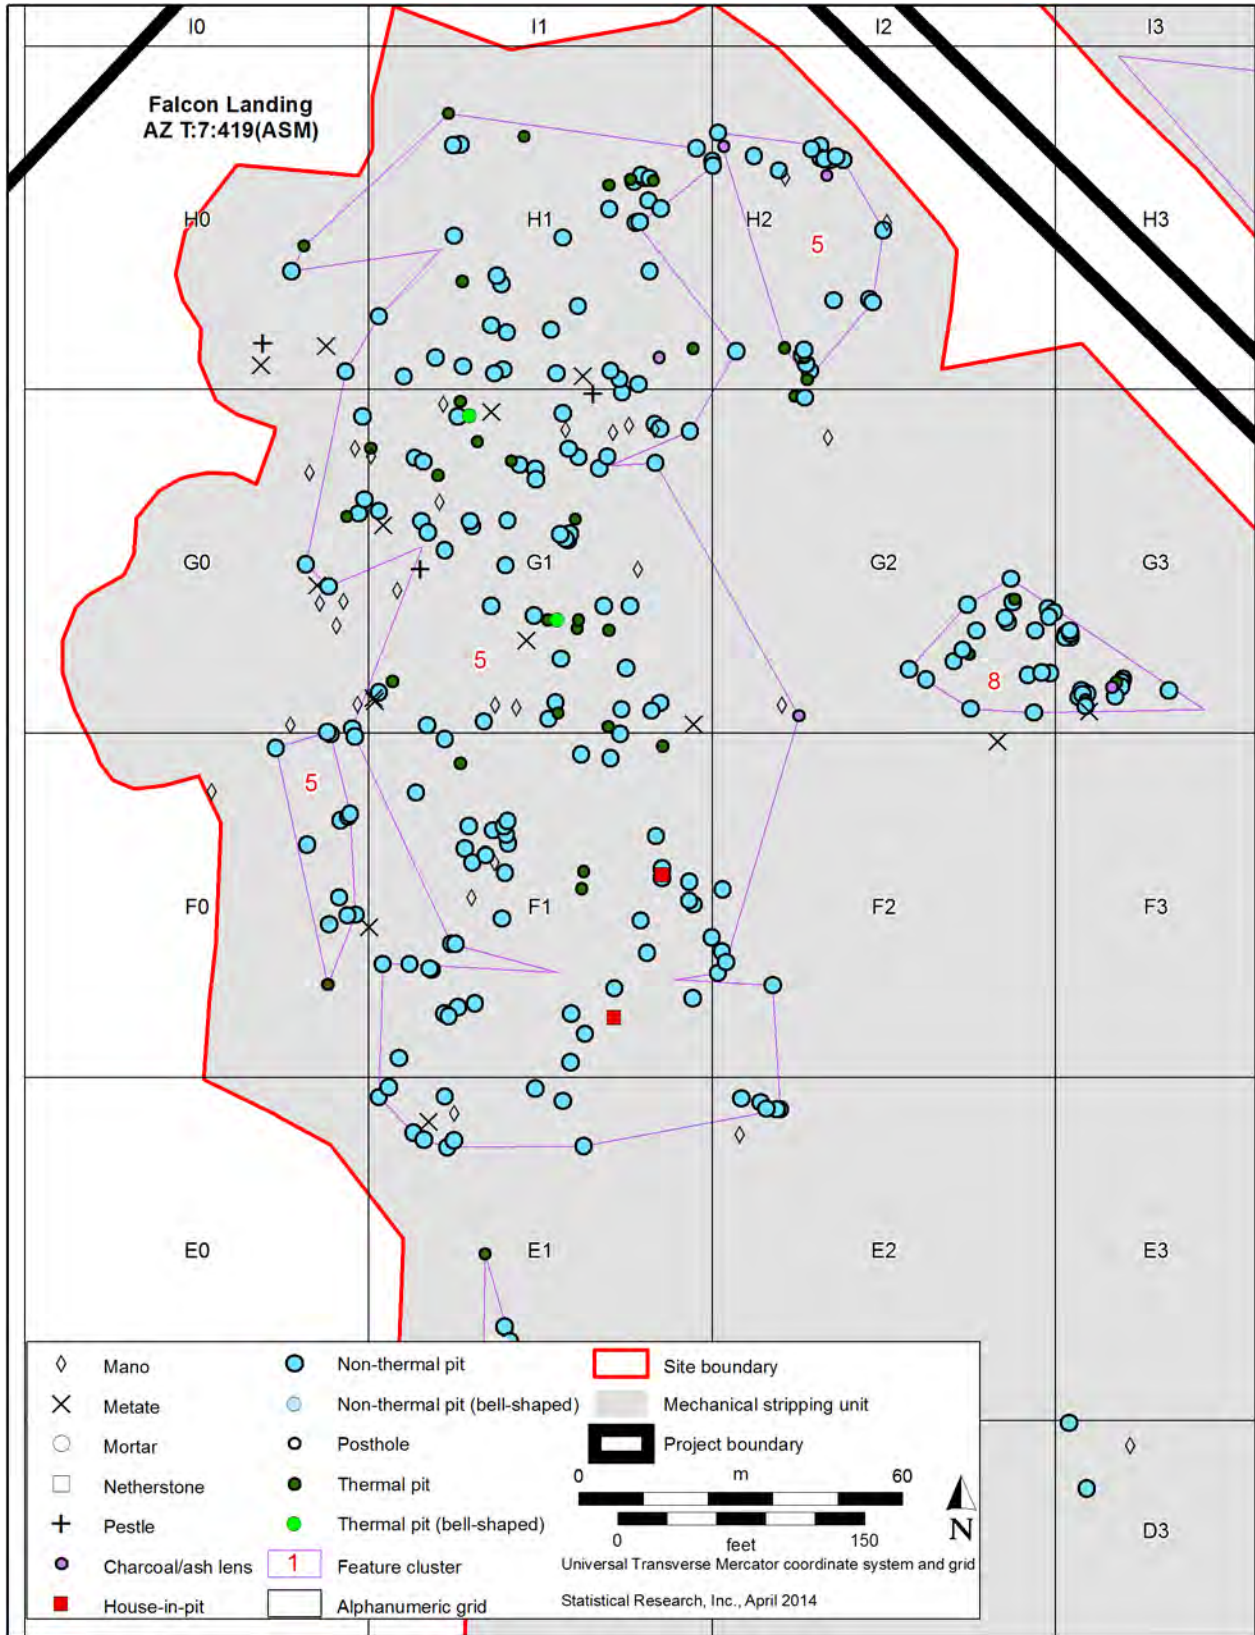 I0
I1
I2
I3
Falcon Landing
AZ T:7:419(ASM)
H0
H1
H2
5
H3
G0
G1
G2
G3
5
8
5
F0
F1
F2
F3
E0
E1
E2
E3
Mano
Metate
Mortar
Netherstone
Pestle
Charcoal/ash lens
House-in-pit
Non-thermal pit
Non-thermal pit (bell-shaped)
Posthole
Thermal pit
Thermal pit (bell-shaped)
1 Feature cluster
Alphanumeric grid
Site boundary
Mechanical stripping unit
Project boundary
0 m 60
0 feet 150
N
Universal Transverse Mercator coordinate system and grid
Statistical Research, Inc., April 2014
D3